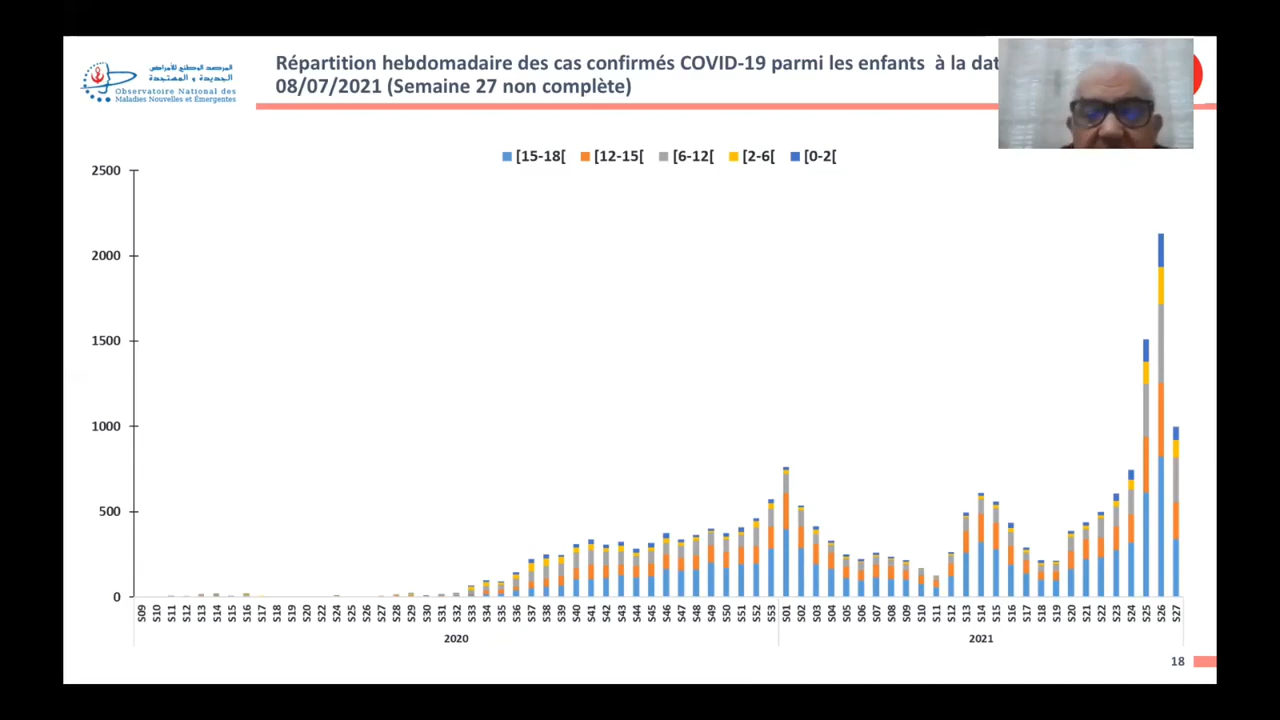 المرصد الوطني للأمراض
الجديدة و المستجدة
Observatoire National des
Maladies Nouvelles et Émergentes
Répartition hebdomadaire des cas confirmés COVID-19 parmi les enfants à la dat
08/07/2021 (Semaine 27 non complète)
[15-18[ [12-15[ [6-12[ [2-6[ [0-2[
2500
2000
1500
1000
500
0
S09 S10 S11 S12 S13 S14 S15 S16 S17 S18 S19 S20 S21 S22 S24 S25 S26 S27 S28 S29 S30 S31 S32 S33 S34 S35 S36 S37 S38 S39 S40 S41 S42 S43 S44 S45 S46 S47 S48 S49 S50 S51 S52 S53 S01 S02 S03 S04 S05 S06 S07 S08 S09 S10 S11 S12 S13 S14 S15 S16 S17 S18 S19 S20 S21 S22 S23 S24 S25 S26 S27
2020 2021
18